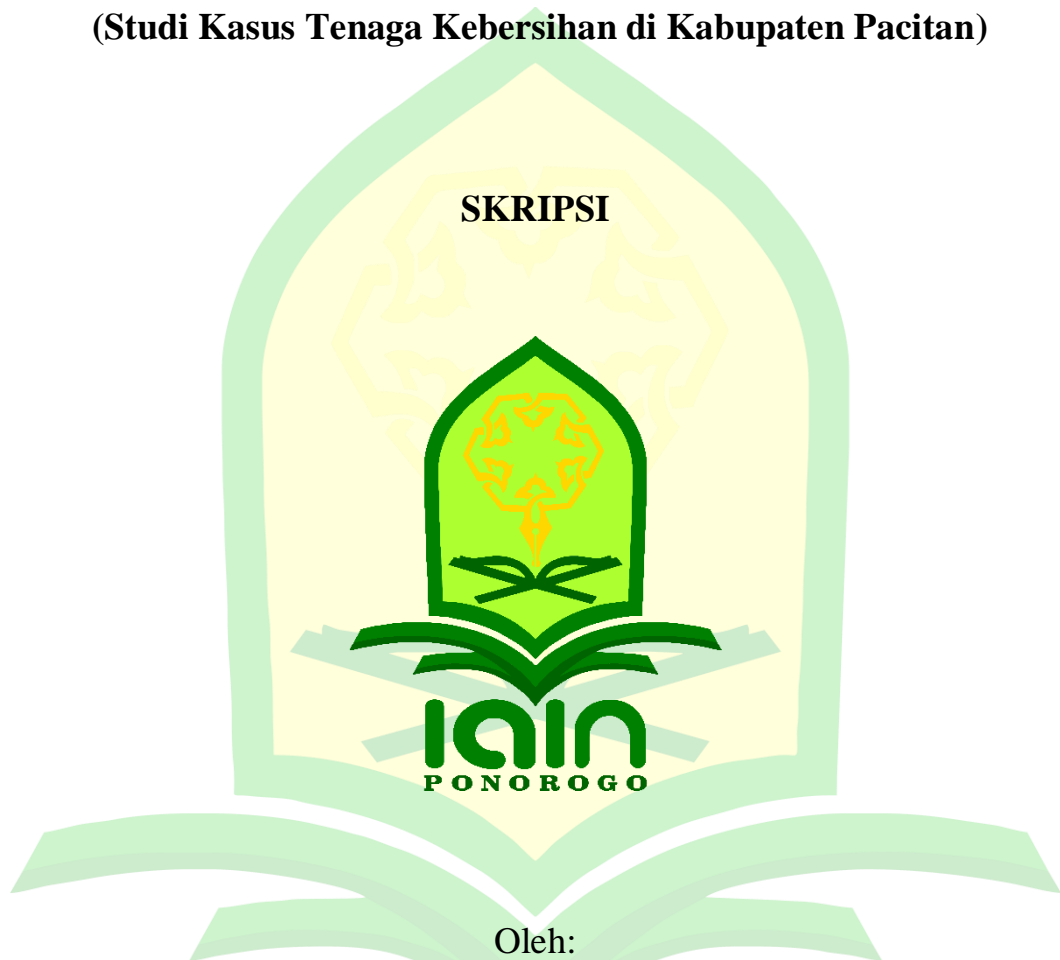 (Studi Kasus Tenaga Kebersihan di Kabupaten Pacitan)
SKRIPSI
iain
PONOROGO
Oleh: